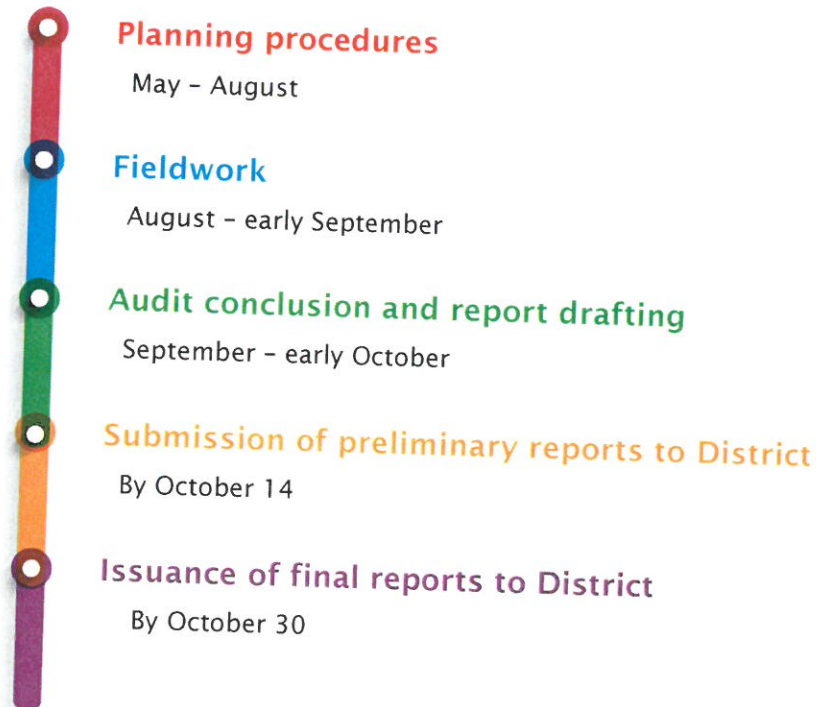 Planning procedures
May – August
Fieldwork
August – early September
Audit conclusion and report drafting
September – early October
Submission of preliminary reports to District
By October 14
Issuance of final reports to District
By October 30